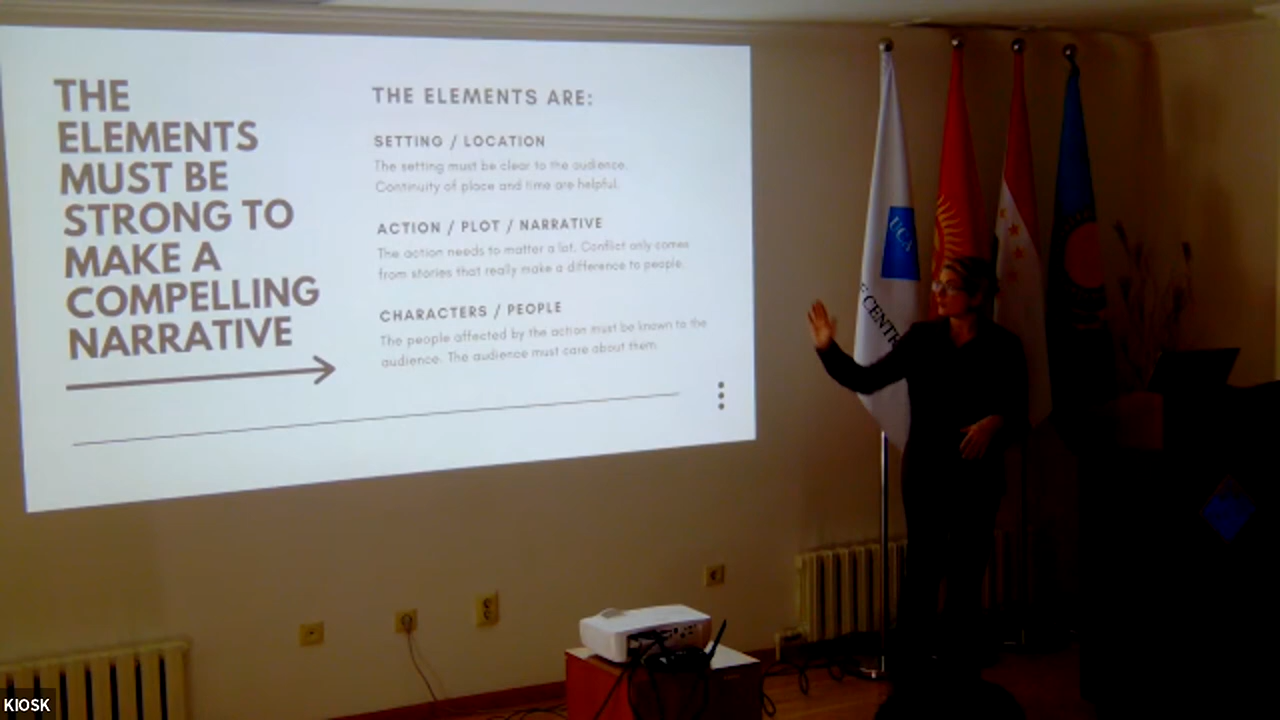 THE
ELEMENTS
MUST BE
STRONG TO
MAKE A
COMPELLING
NARRATIVE
THE ELEMENTS ARE:
SETTING / LOCATION
The setting must be clear to the audience.
Continuity of place and time are helpful.
ACTION / PLOT / NARRATIVE
The action needs to matter a lot. Conflict only comes
from stories that really make a difference to people.
CHARACTERS / PEOPLE
The people affected by the action must be known to the
audience. The audience must care about them.
UCA
KIOSK